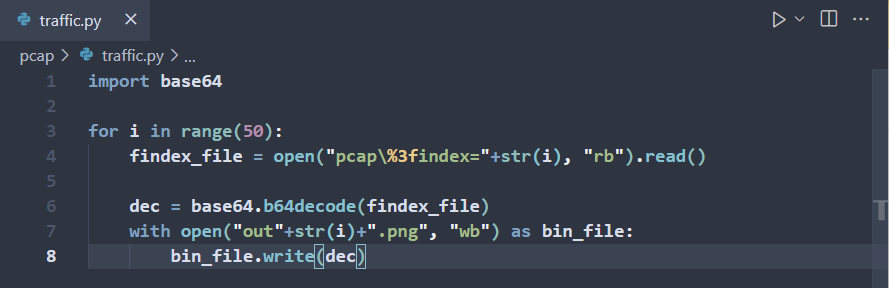 traffic.py
pcap > traffic.py > ...
1 import base64
2
3 for i in range(50):
4     findex_file = open("pcap\%3findex="+str(i), "rb").read()
5
6     dec = base64.b64decode(findex_file)
7     with open("out"+str(i)+".png", "wb") as bin_file:
8         bin_file.write(dec)